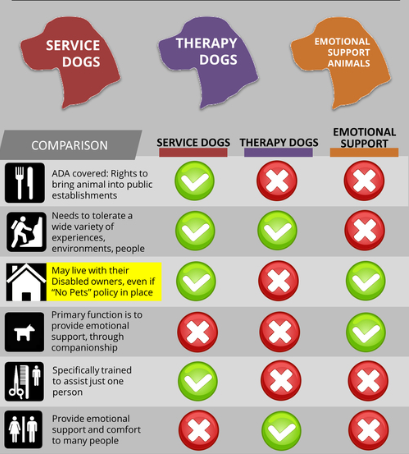 SERVICE
DOGS
THERAPY
DOGS
EMOTIONAL
SUPPORT
ANIMALS
COMPARISON
SERVICE DOGS
THERAPY DOGS
EMOTIONAL
SUPPORT
ADA covered: Rights to
bring animal into public
establishments
Needs to tolerate a
wide variety of
experiences,
environments, people
May live with their
Disabled owners, even if
“No Pets” policy in place
Primary function is to
provide emotional
support, through
companionship
Specifically trained
to assist just one
person
Provide emotional
support and comfort
to many people